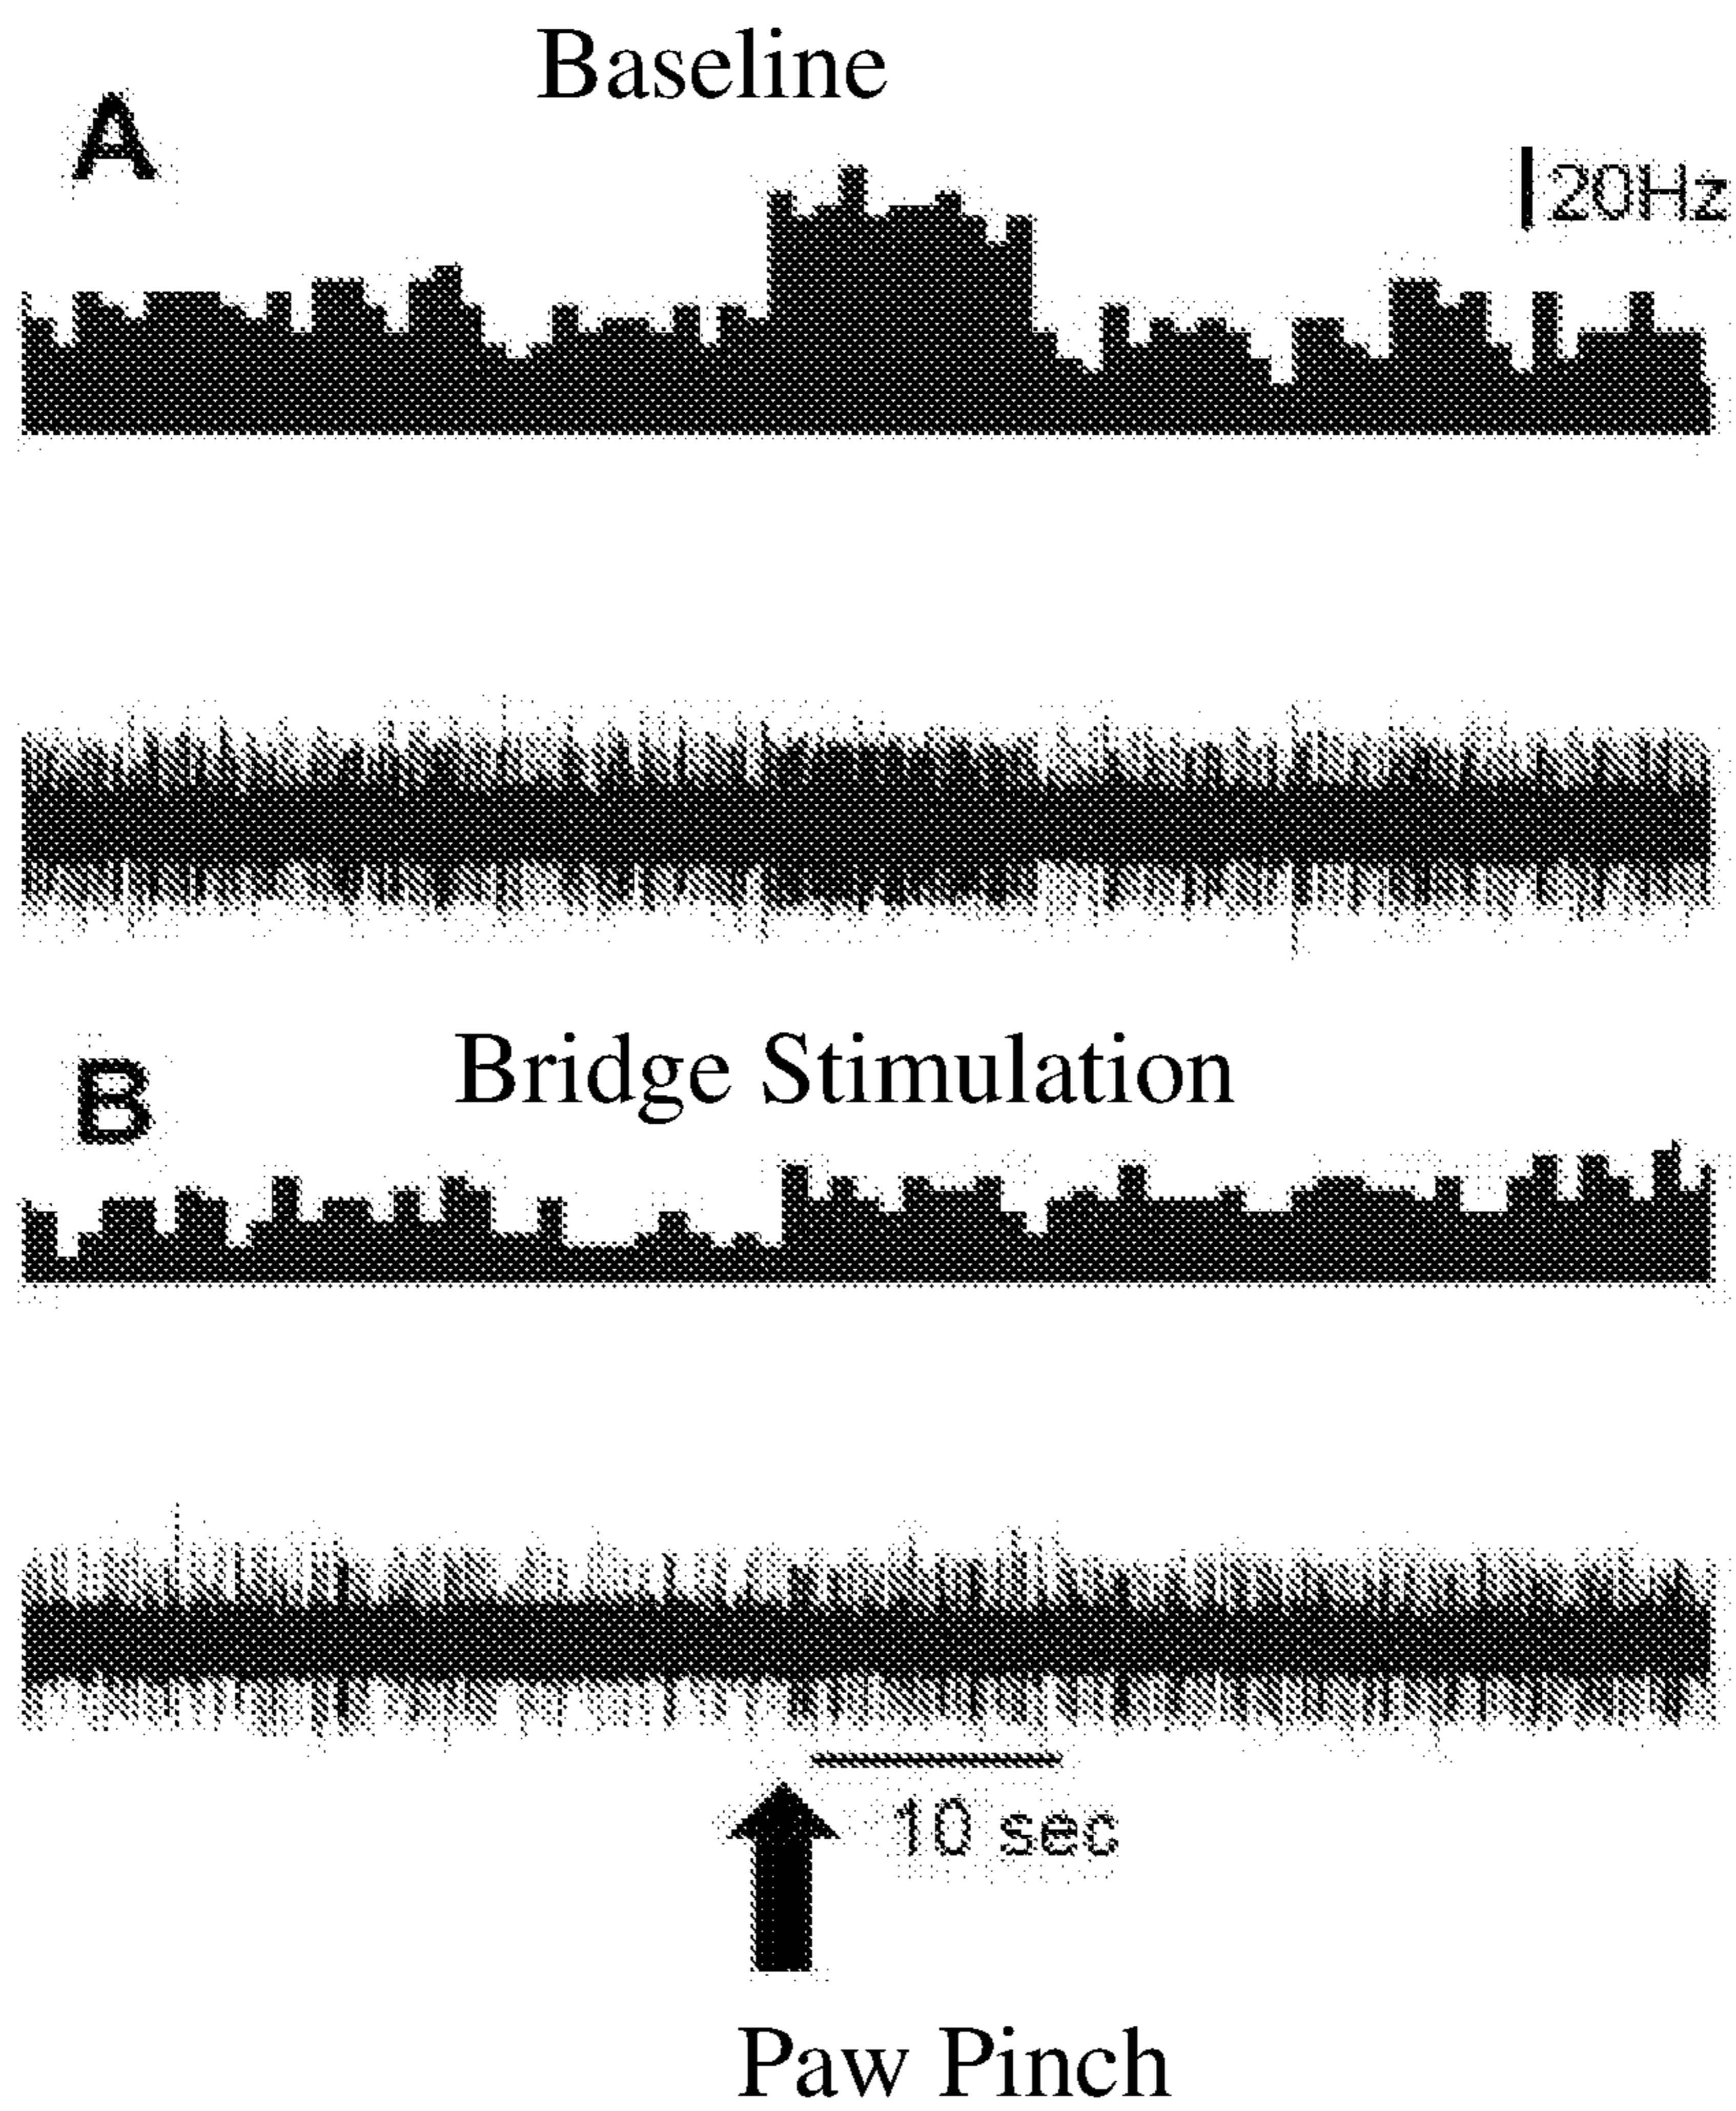 Baseline
A
20Hz
B
Bridge Stimulation
10 sec
Paw Pinch